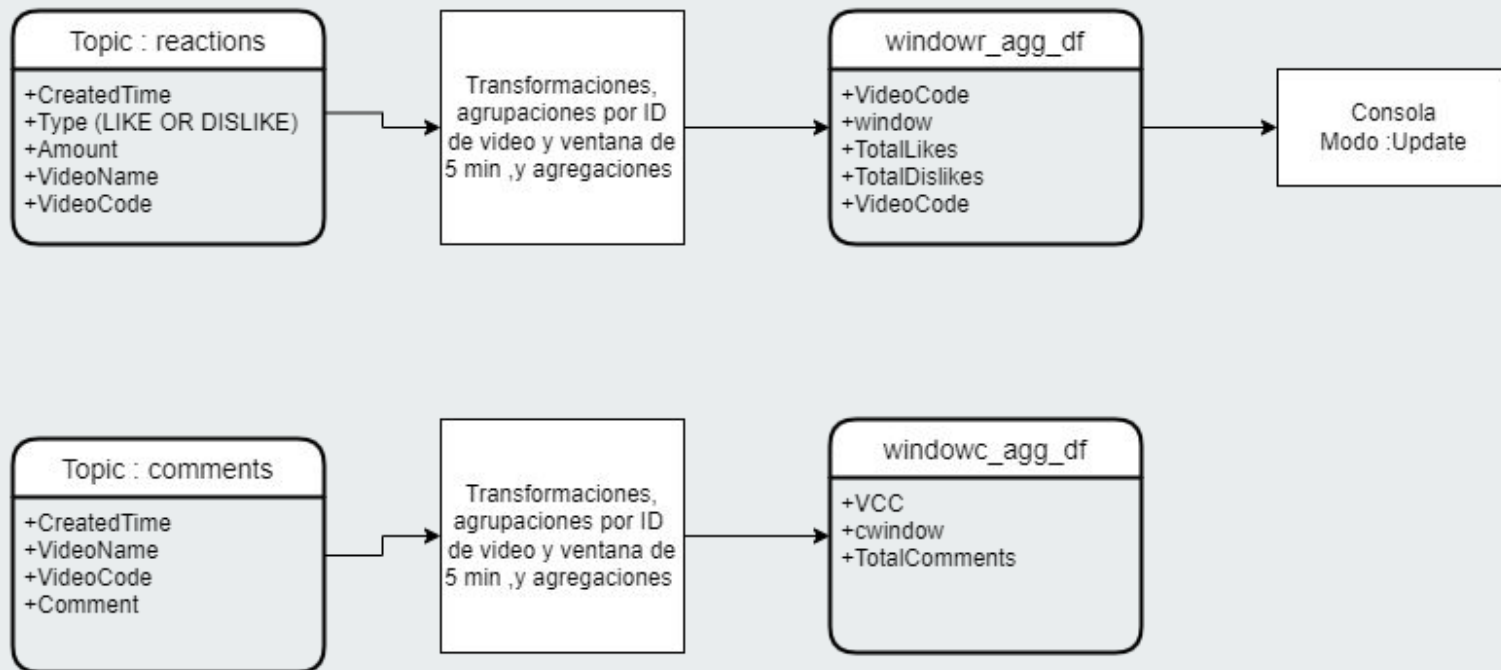 Topic : reactions
+CreatedTime
+Type (LIKE OR DISLIKE)
+Amount
+VideoName
+VideoCode
Transformaciones,
agrupaciones por ID
de video y ventana de
5 min ,y agregaciones
windowr_agg_df
+VideoCode
+window
+TotalLikes
+TotalDislikes
+VideoCode
Consola
Modo :Update
Topic : comments
+CreatedTime
+VideoName
+VideoCode
+Comment
Transformaciones,
agrupaciones por ID
de video y ventana de
5 min ,y agregaciones
windowc_agg_df
+VCC
+cwindow
+TotalComments